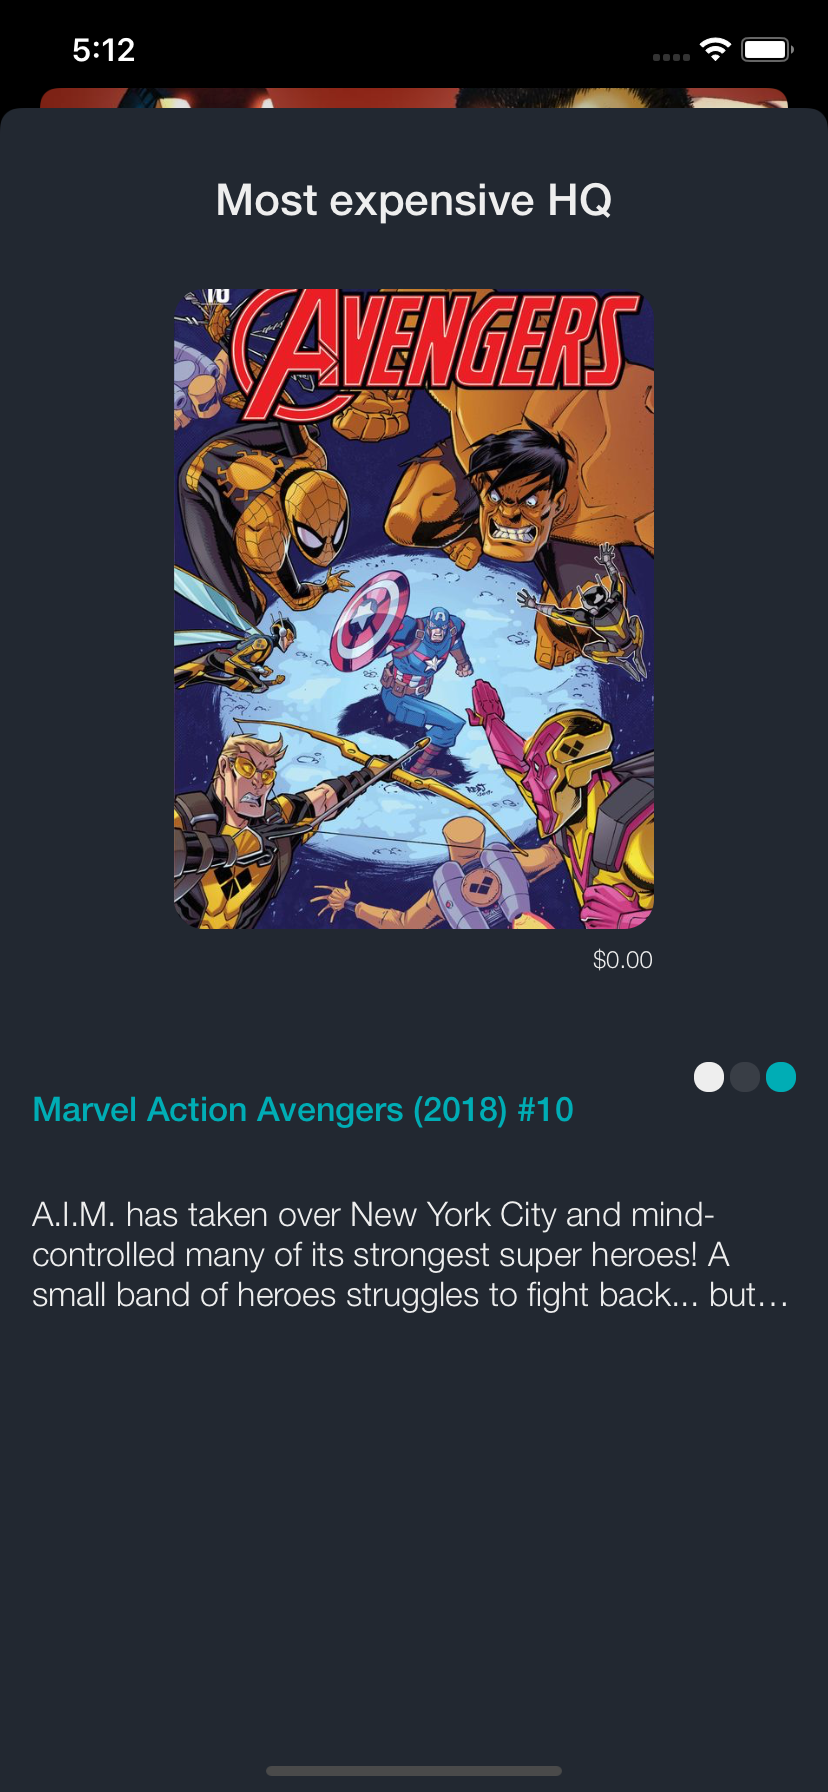 5:12
Most expensive HQ
10
AVENGERS
$0.00
Marvel Action Avengers (2018) #10
A.I.M. has taken over New York City and mind-
controlled many of its strongest super heroes! A
small band of heroes struggles to fight back... but...